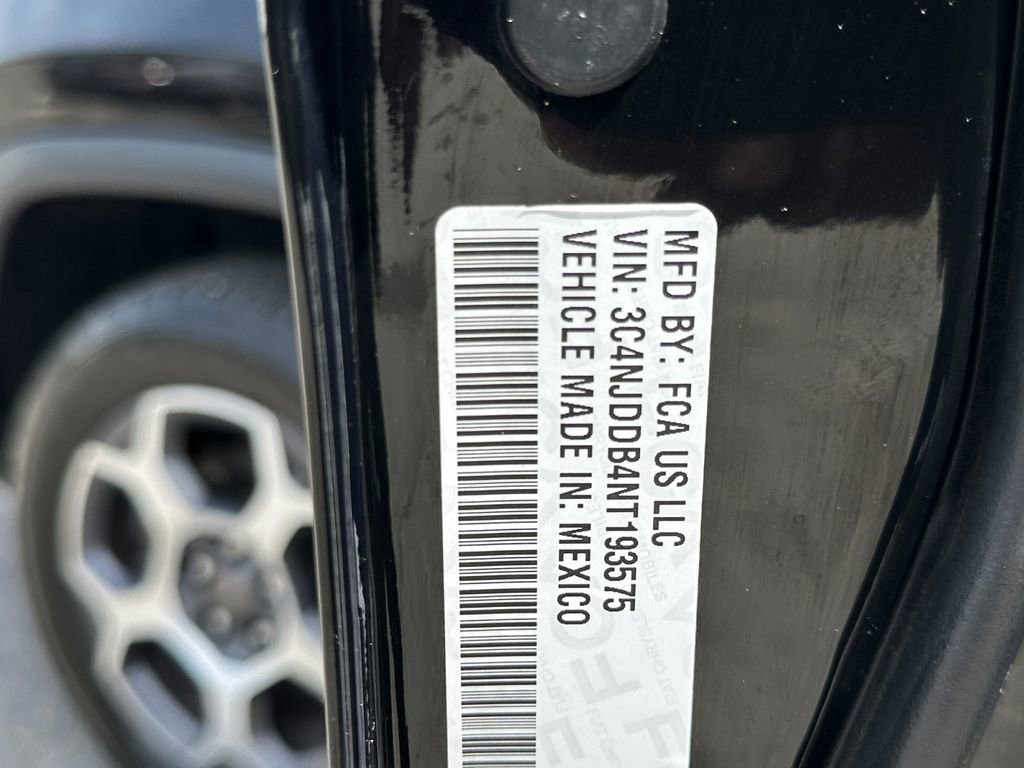 MFD BY: FCA US LLC
VIN: 3C4NJDDB4NT193575
VEHICLE MADE IN: MEXICO